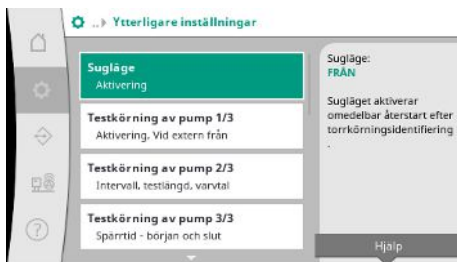 ..▸ Ytterligare inställningar
Sugläge
Aktivering
Testkörning av pump 1/3
Aktivering, Vid extern från
Testkörning av pump 2/3
Intervall, testlängd, varvtal
Testkörning av pump 3/3
Spärrtid - början och slut
Sugläge:
FRÅN
Sugläget aktiverar
omedelbar återstart efter
torrkörningsidentifiering
.
Hjälp